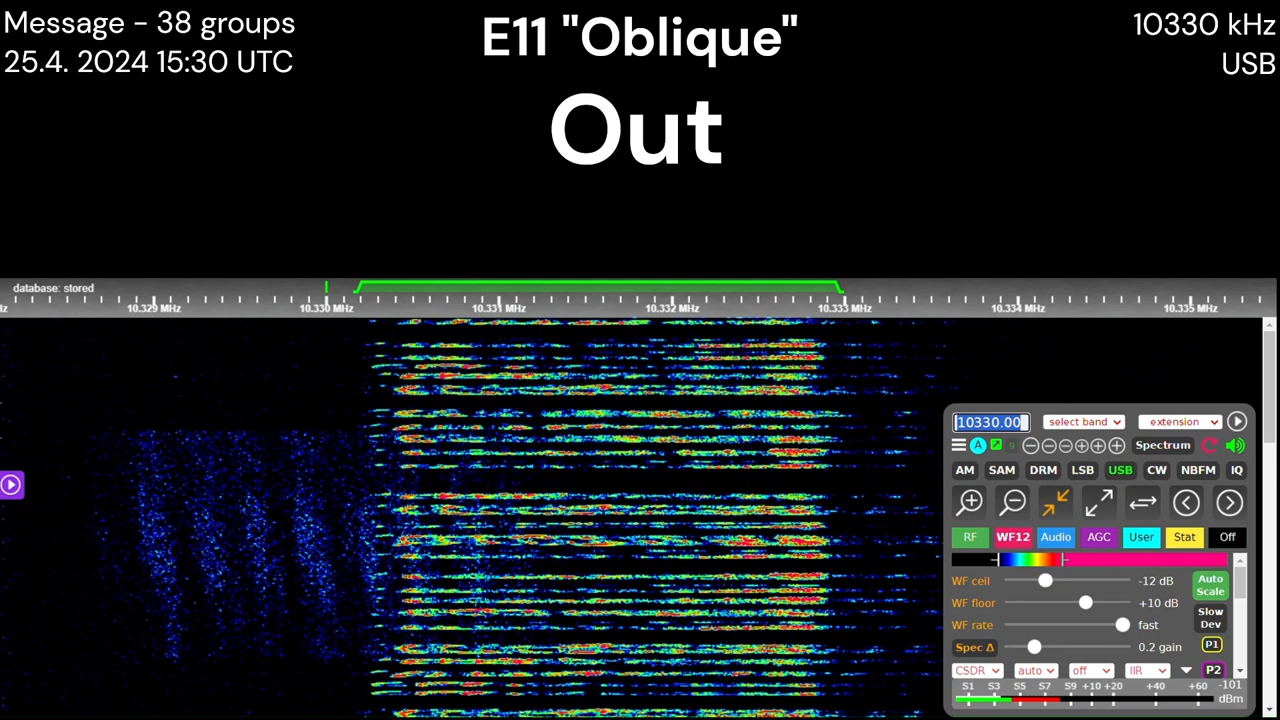 Message - 38 groups
25.4. 2024 15:30 UTC
E11 "Oblique"
Out
10330 kHz
USB
database: stored
Hz 10.329 MHz 10.330 MHz 10.331 MHz 10.332 MHz 10.333 MHz 10.334 MHz 10.335 MHz
10330.00 select band extension
A 9 Spectrum
AM SAM DRM LSB USB CW NBFM IQ
RF WF12 Audio AGC User Stat Off
WF ceil -12 dB Auto Scale
WF floor +10 dB
WF rate fast Slow Dev
Spec Δ 0.2 gain P1
CSDR auto off IIR P2
S1 S3 S5 S7 S9 +10 +20 +40 +60 -101 dBm